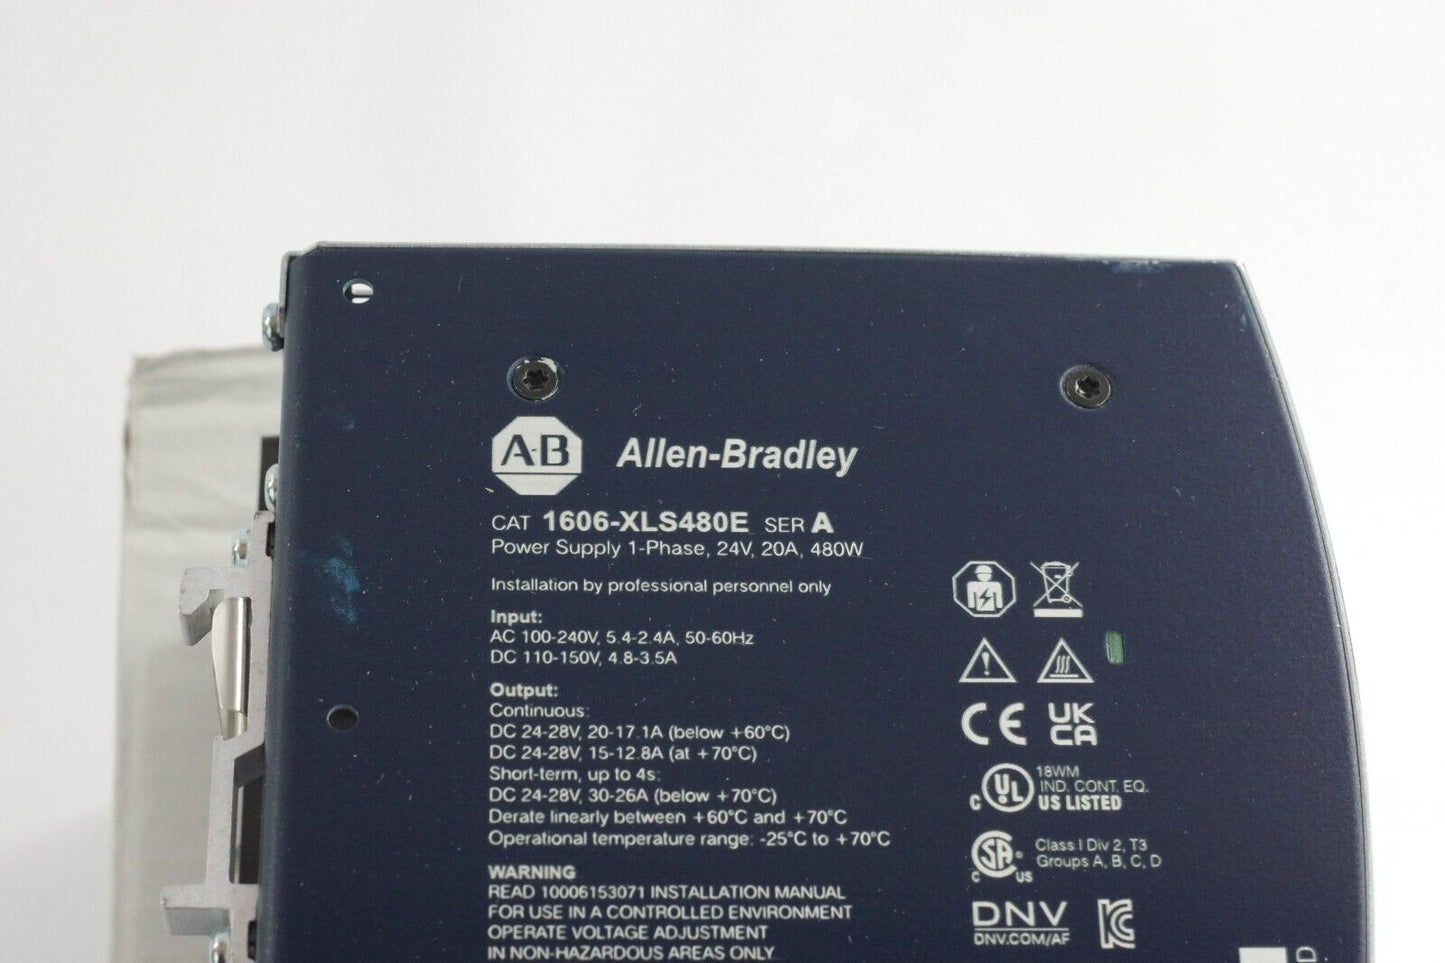 A·B Allen-Bradley
CAT 1606-XLS480E SER A
Power Supply 1-Phase, 24V, 20A, 480W
Installation by professional personnel only
Input:
AC 100-240V, 5.4-2.4A, 50-60Hz
DC 110-150V, 4.8-3.5A
Output:
Continuous:
DC 24-28V, 20-17.1A (below +60°C)
DC 24-28V, 15-12.8A (at +70°C)
Short-term, up to 4s:
DC 24-28V, 30-26A (below +70°C)
Derate linearly between +60°C and +70°C
Operational temperature range: -25°C to +70°C
WARNING
READ 10006153071 INSTALLATION MANUAL
FOR USE IN A CONTROLLED ENVIRONMENT
OPERATE VOLTAGE ADJUSTMENT
IN NON-HAZARDOUS AREAS ONLY
CE UK
CA
C UL 18WM
IND. CONT. EQ.
US LISTED
C SA® US
Class I Div 2, T3
Groups A, B, C, D
DNV
DNV.COM/AF
D